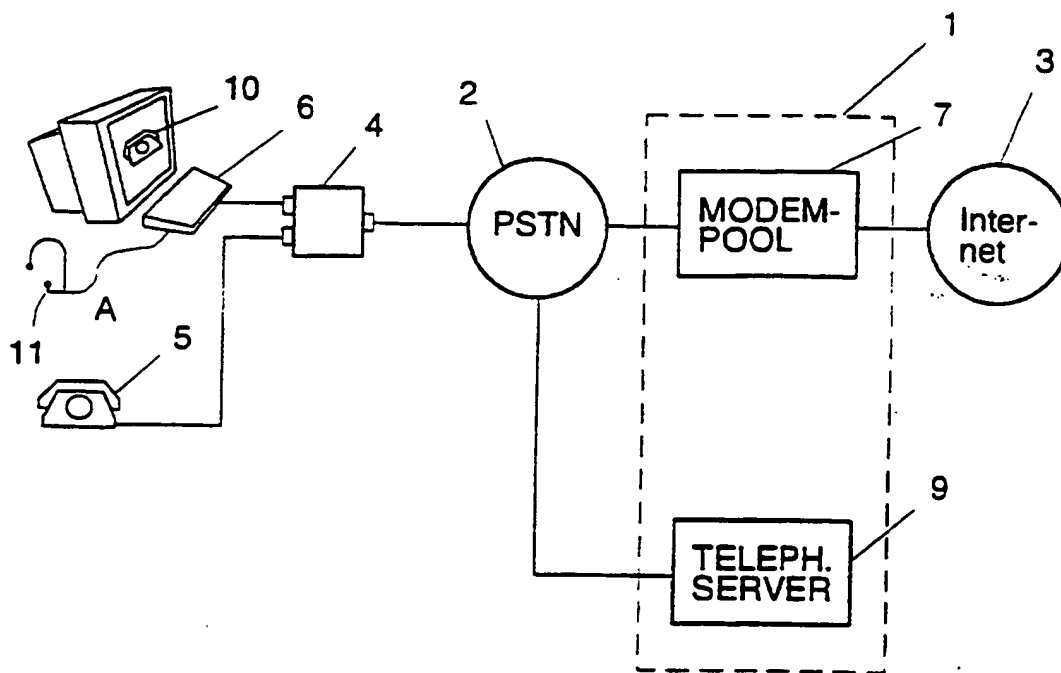 1
10
6
4
2
7
3
PSTN
MODEM-
POOL
Inter-
net
A
11
5
9
TELEPH.
SERVER